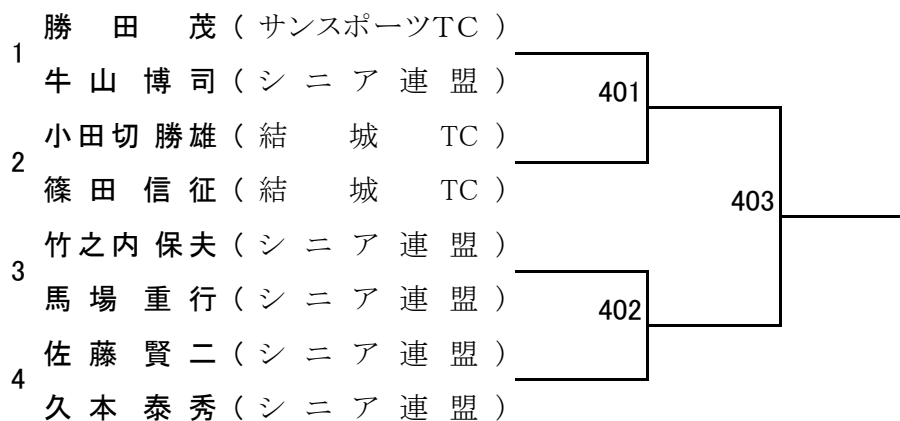 勝 田 茂 ( サンスポーツTC )
1
牛 山 博 司 ( シ ニ ア 連 盟 )
401
小田切 勝雄 ( 結 城 TC )
2
篠 田 信 征 ( 結 城 TC )
403
竹之内 保夫 ( シ ニ ア 連 盟 )
3
馬 場 重 行 ( シ ニ ア 連 盟 )
402
佐 藤 賢 二 ( シ ニ ア 連 盟 )
4
久 本 泰 秀 ( シ ニ ア 連 盟 )